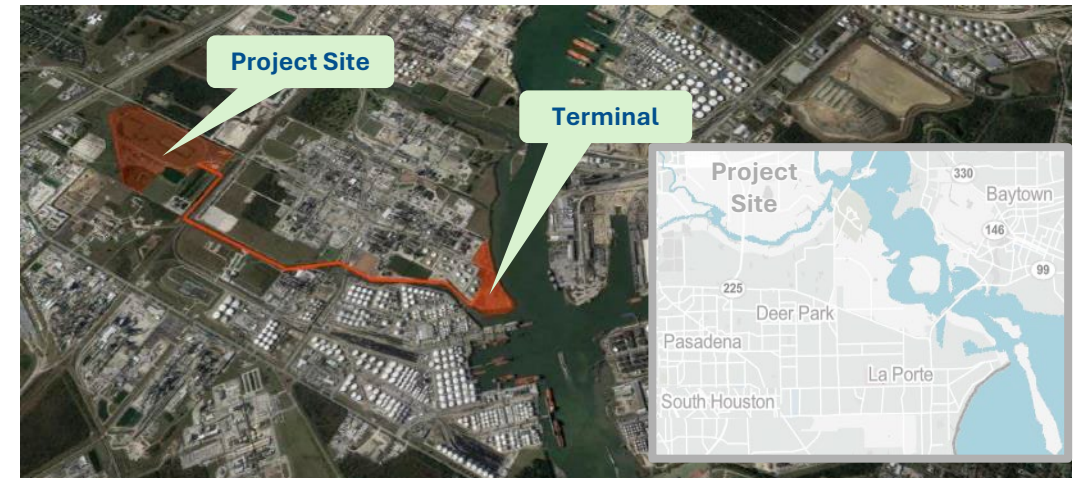 Project Site
Terminal
Project
Site
330
Baytown
146
99
225
Deer Park
Pasadena
La Porte
South Houston